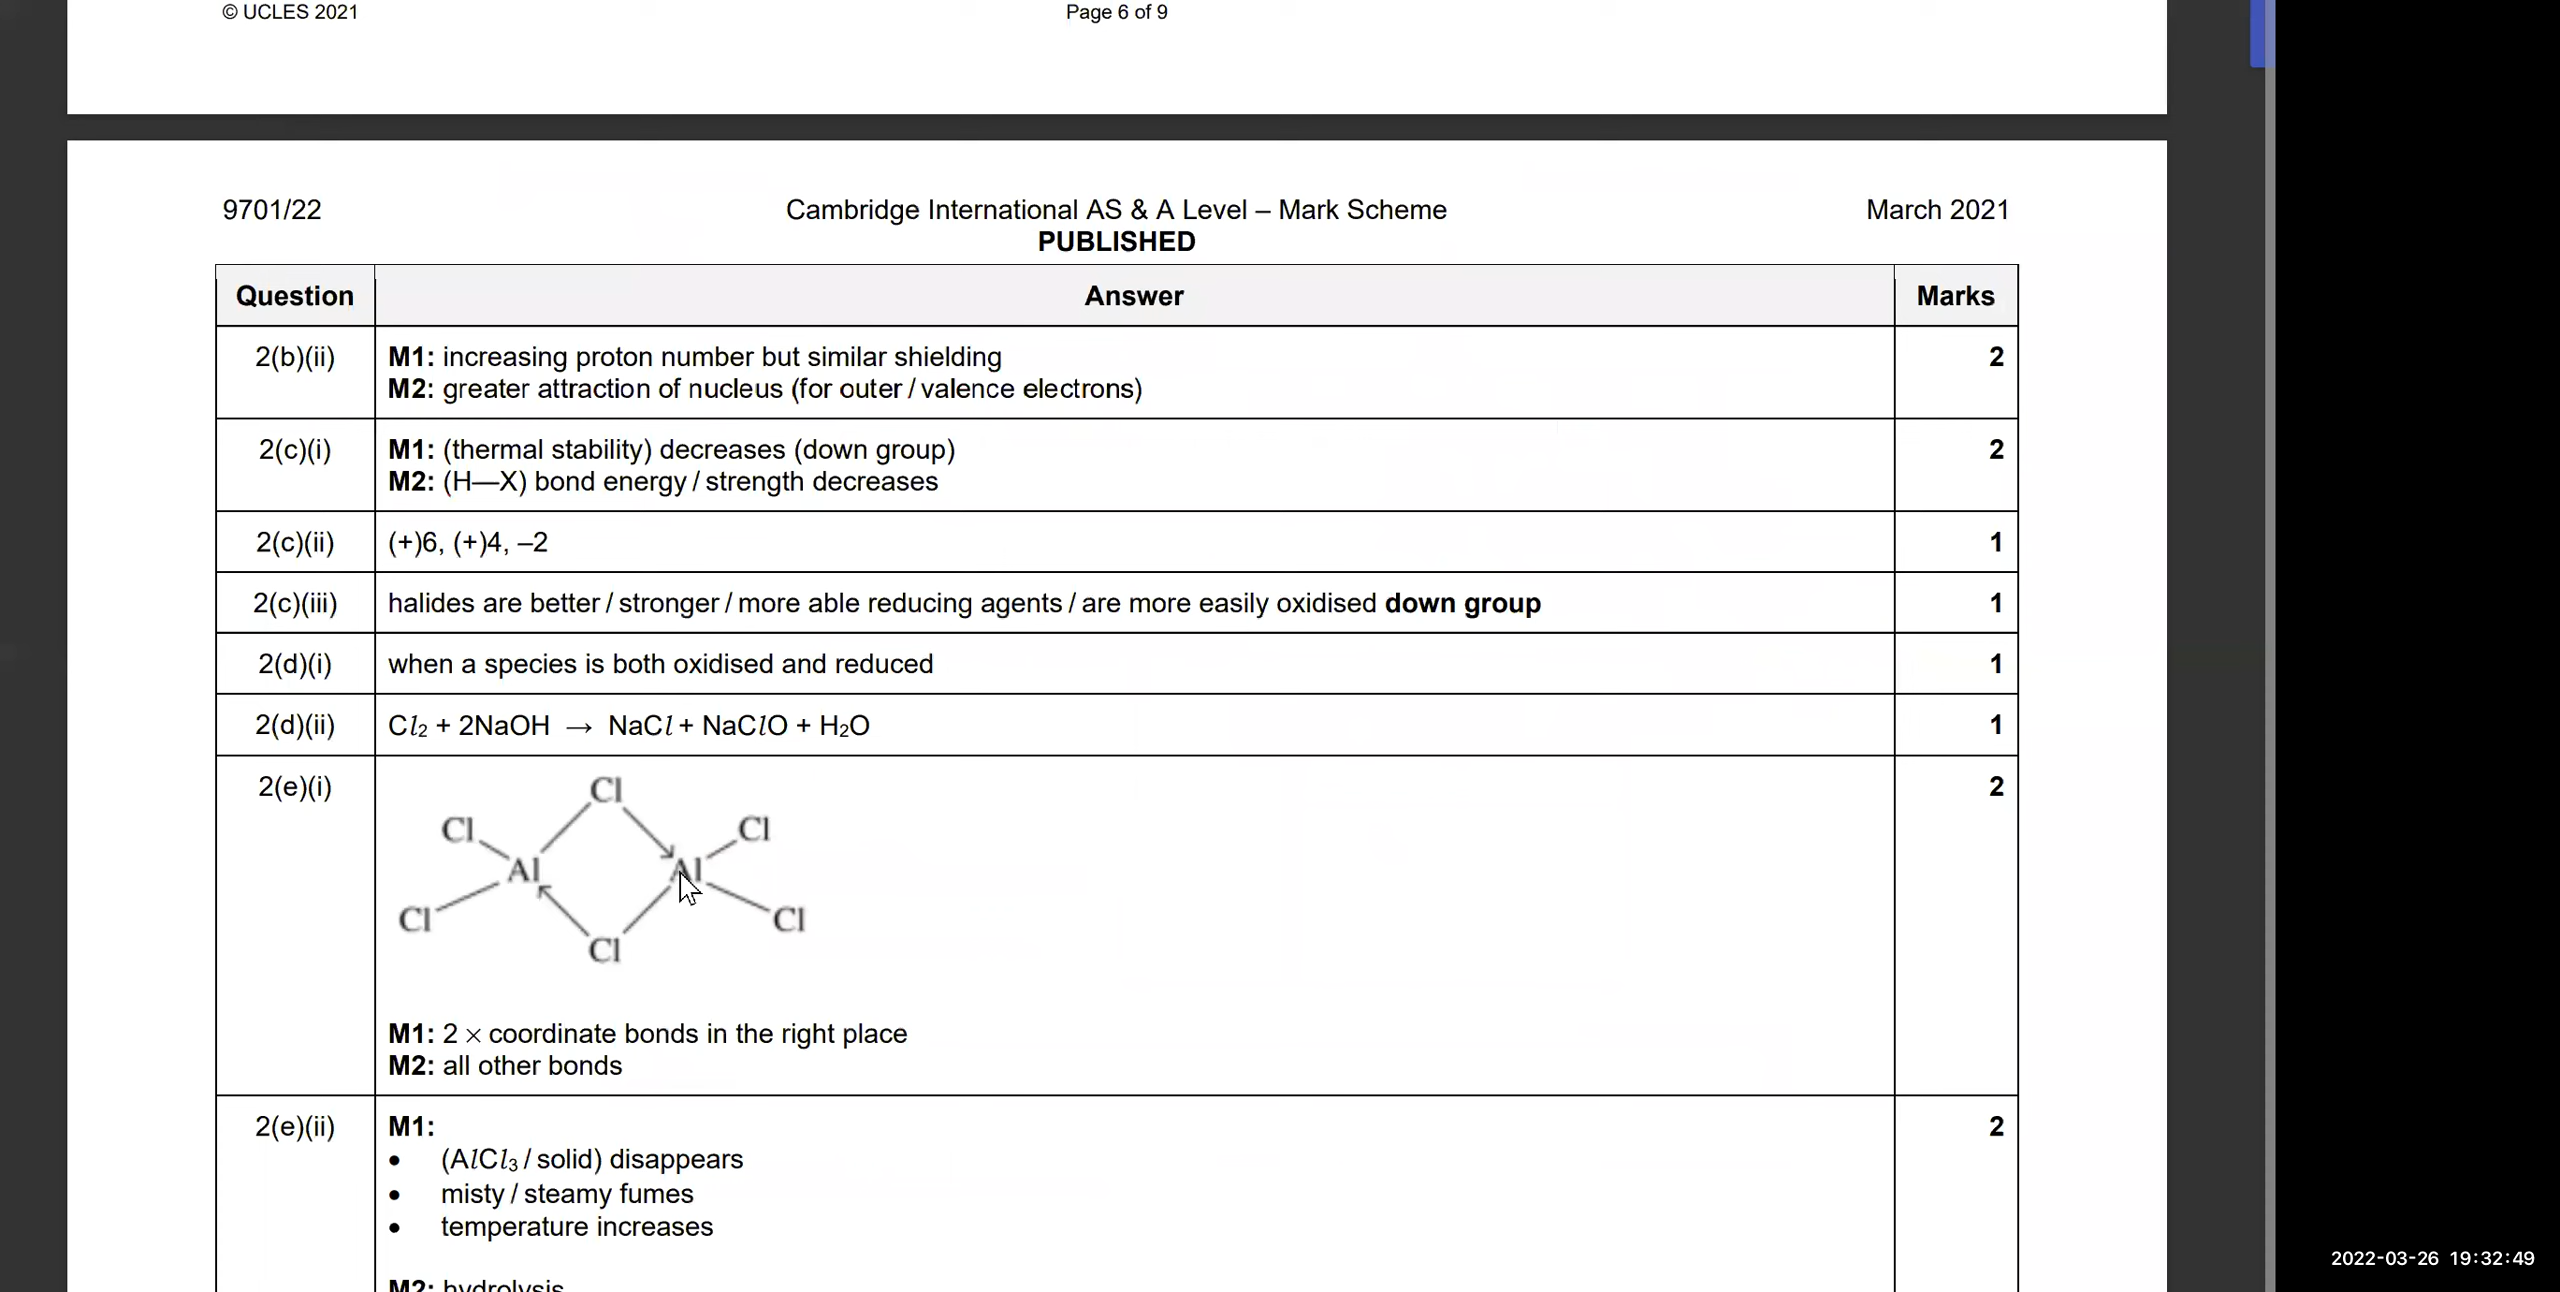 © UCLES 2021 Page 6 of 9
9701/22 Cambridge International AS & A Level – Mark Scheme March 2021
PUBLISHED
Question Answer Marks
2(b)(ii) M1: increasing proton number but similar shielding 2
M2: greater attraction of nucleus (for outer / valence electrons)
2(c)(i) M1: (thermal stability) decreases (down group) 2
M2: (H—X) bond energy / strength decreases
2(c)(ii) (+)6, (+)4, –2 1
2(c)(iii) halides are better / stronger / more able reducing agents / are more easily oxidised down group 1
2(d)(i) when a species is both oxidised and reduced 1
2(d)(ii) Cl₂ + 2NaOH → NaCl + NaClO + H₂O 1
2(e)(i) Cl 2
Cl Cl
Al Al
Cl Cl
Cl
M1: 2 × coordinate bonds in the right place
M2: all other bonds
2(e)(ii) M1: 2
• (AlCl₃ / solid) disappears
• misty / steamy fumes
• temperature increases
M2: hydrolysis
2022-03-26 19:32:49